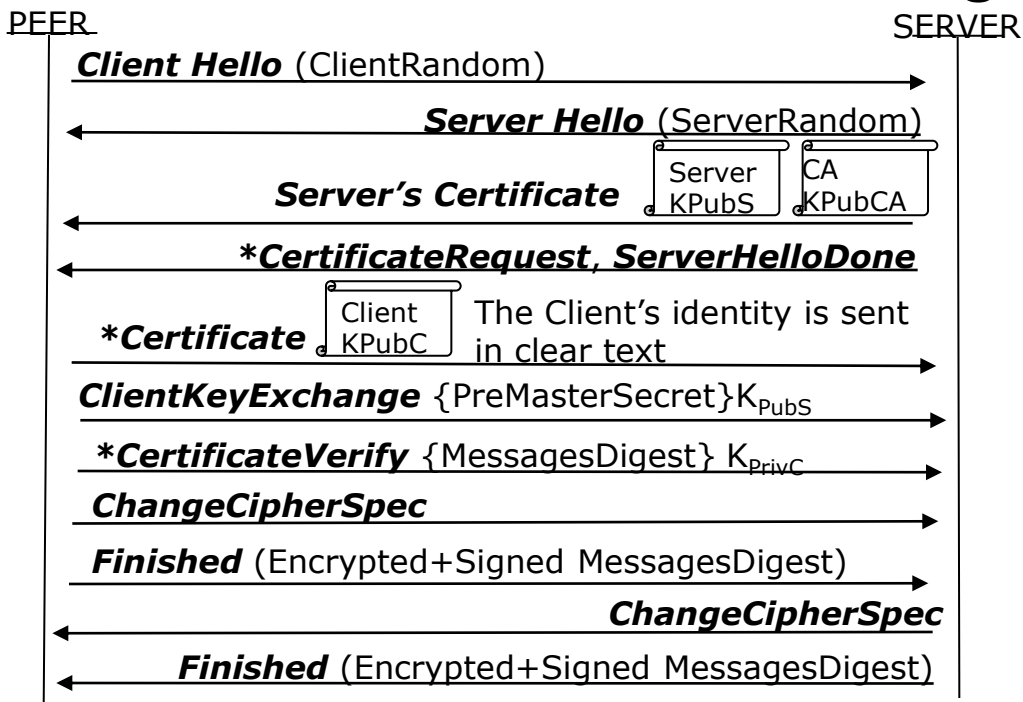 PEER
SERVER
Client Hello (ClientRandom)
Server Hello (ServerRandom)
Server’s Certificate
Server
KPubS
CA
KPubCA
*CertificateRequest, ServerHelloDone
*Certificate
Client
KPubC
The Client’s identity is sent
in clear text
ClientKeyExchange {PreMasterSecret}KPubS
*CertificateVerify {MessagesDigest} KPrivC
ChangeCipherSpec
Finished (Encrypted+Signed MessagesDigest)
ChangeCipherSpec
Finished (Encrypted+Signed MessagesDigest)